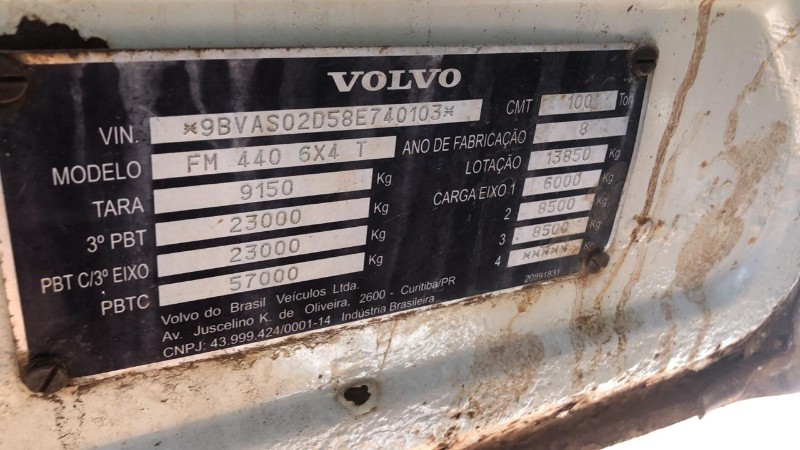 VOLVO
VIN. *9BVAS02D58E740103*
MODELO FM 440 6X4 T
TARA 9150 Kg
3º PBT 23000 Kg
PBT C/3º EIXO 23000 Kg
PBTC 57000
CMT 100 Ton
ANO DE FABRICAÇÃO 8
LOTAÇÃO 13850 Kg
CARGA EIXO 1 6000 Kg
2 8500 Kg
3 8500 Kg
4 *****
Volvo do Brasil Veículos Ltda.
Av. Juscelino K. de Oliveira, 2600 - Curitiba/PR
CNPJ: 43.999.424/0001-14 Indústria Brasileira
20891831